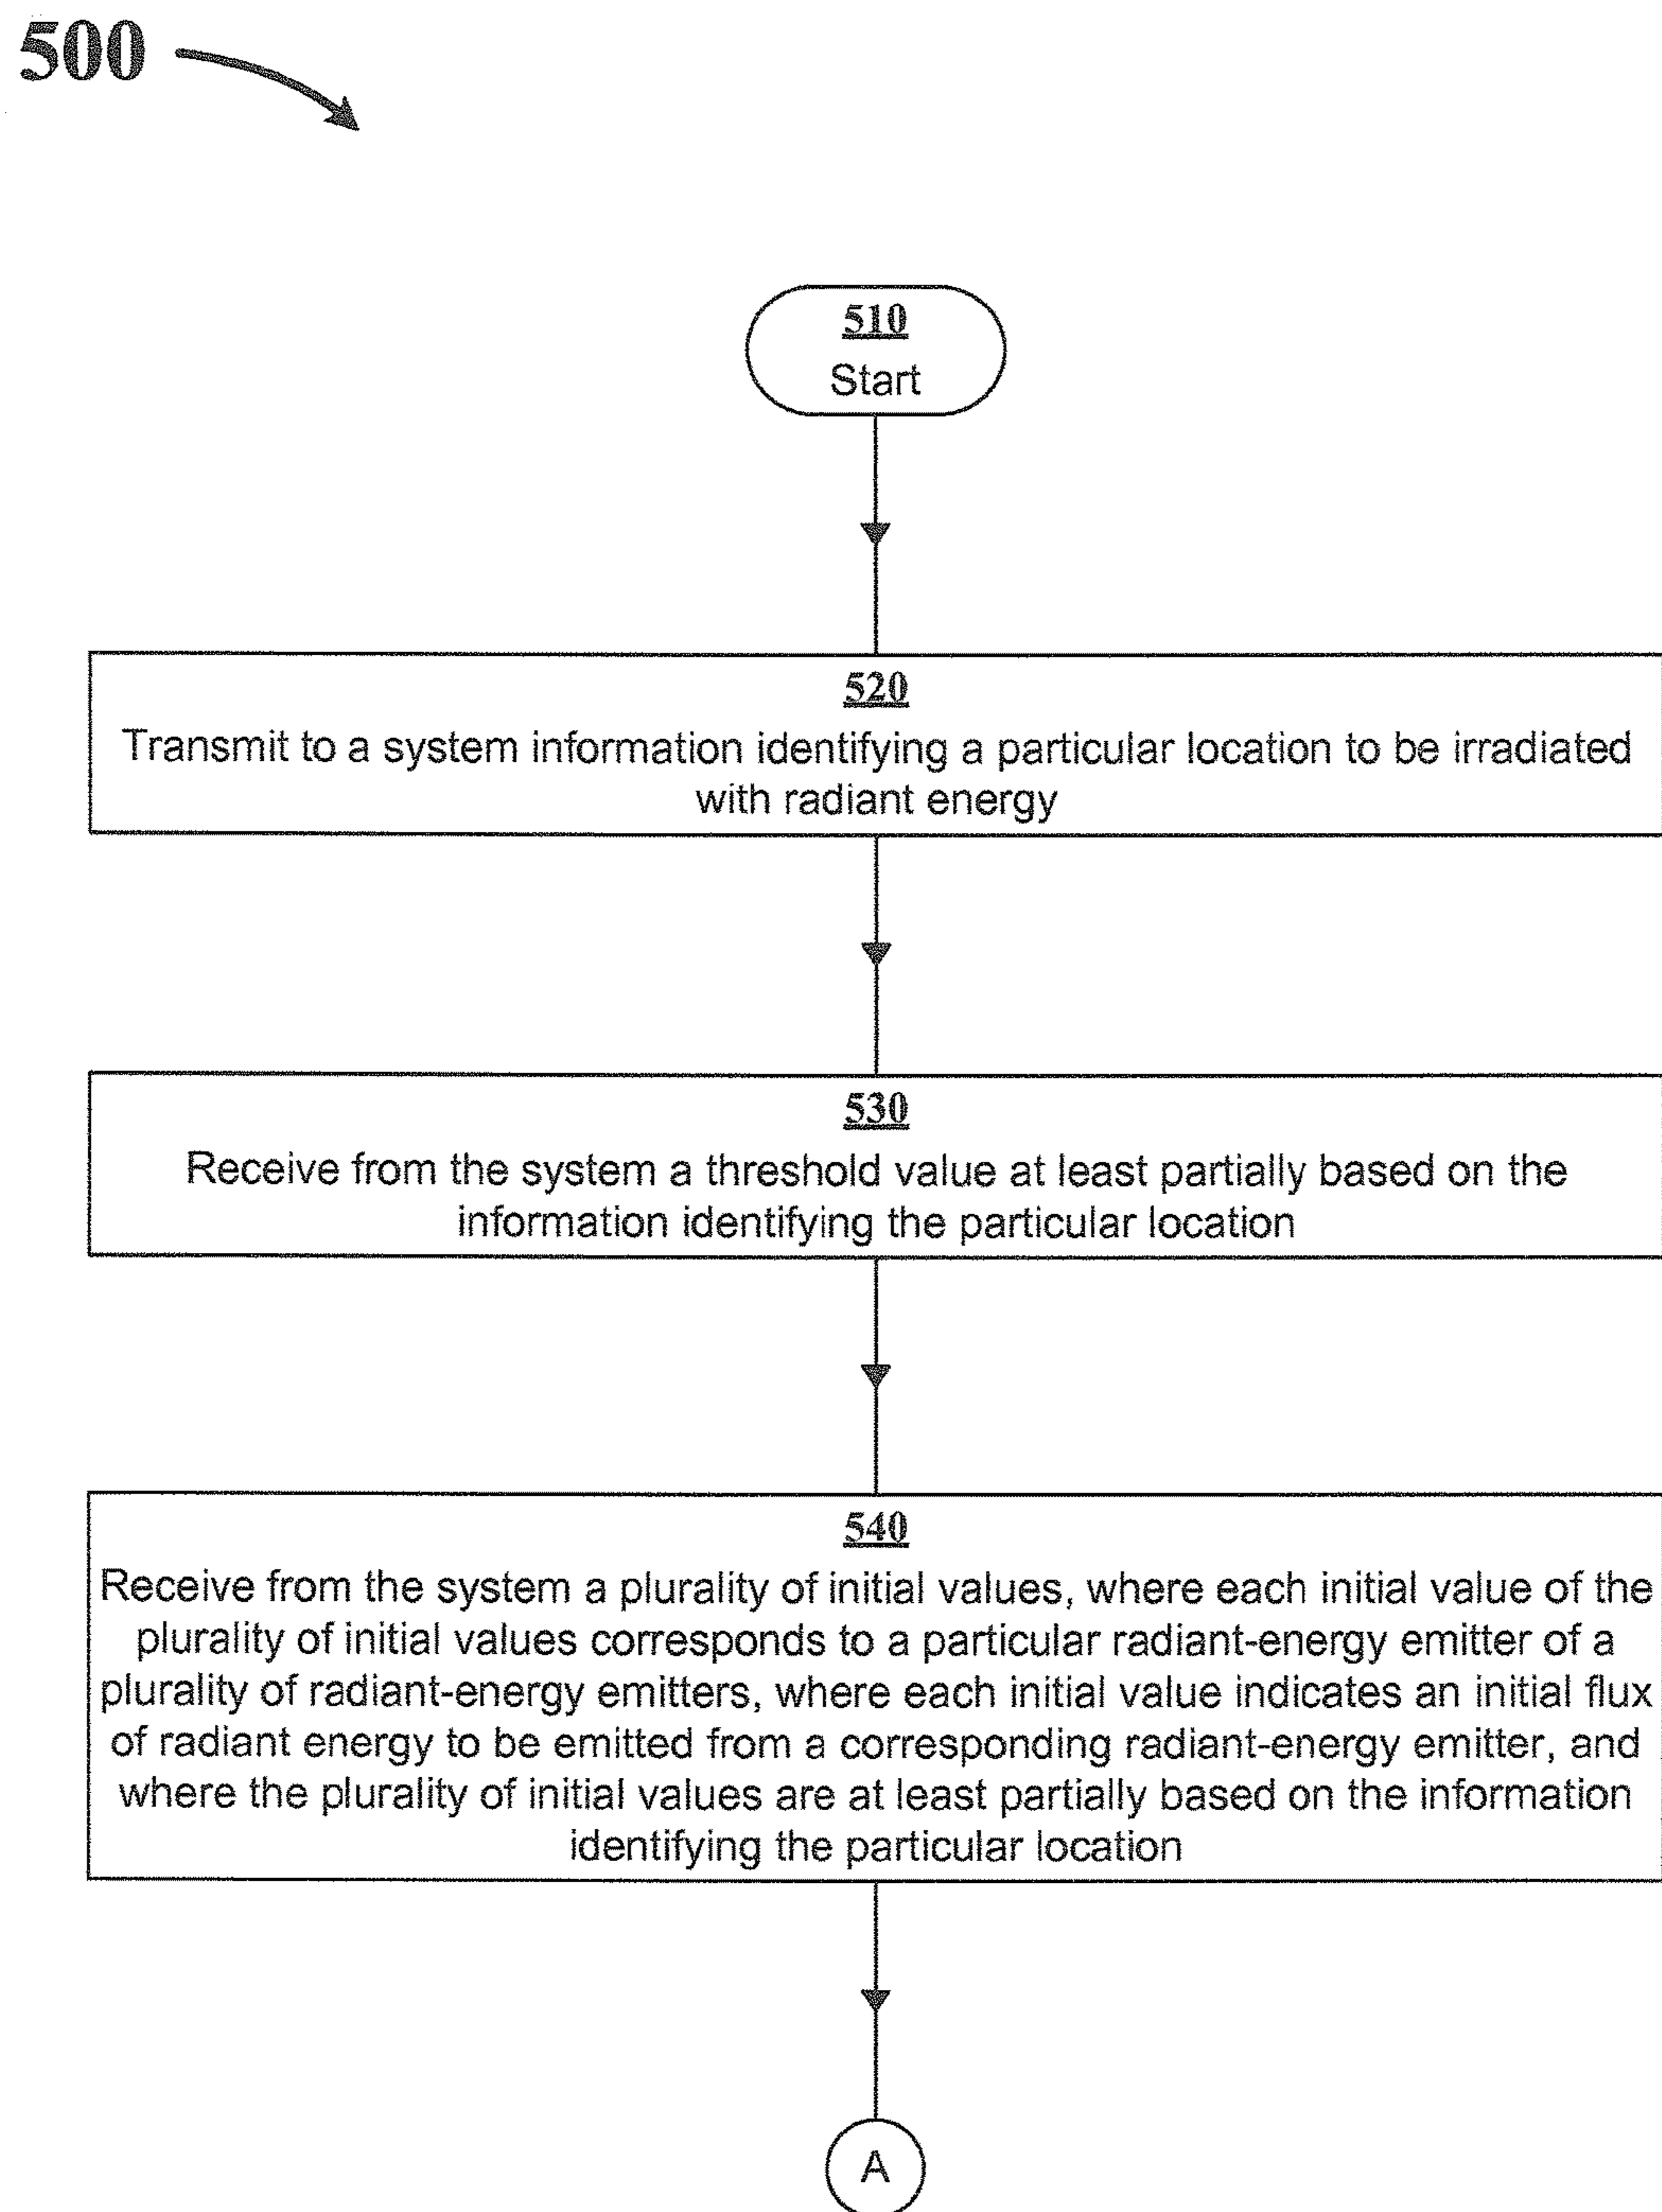 500
510
Start
520
Transmit to a system information identifying a particular location to be irradiated
with radiant energy
530
Receive from the system a threshold value at least partially based on the
information identifying the particular location
540
Receive from the system a plurality of initial values, where each initial value of the
plurality of initial values corresponds to a particular radiant-energy emitter of a
plurality of radiant-energy emitters, where each initial value indicates an initial flux
of radiant energy to be emitted from a corresponding radiant-energy emitter, and
where the plurality of initial values are at least partially based on the information
identifying the particular location
A